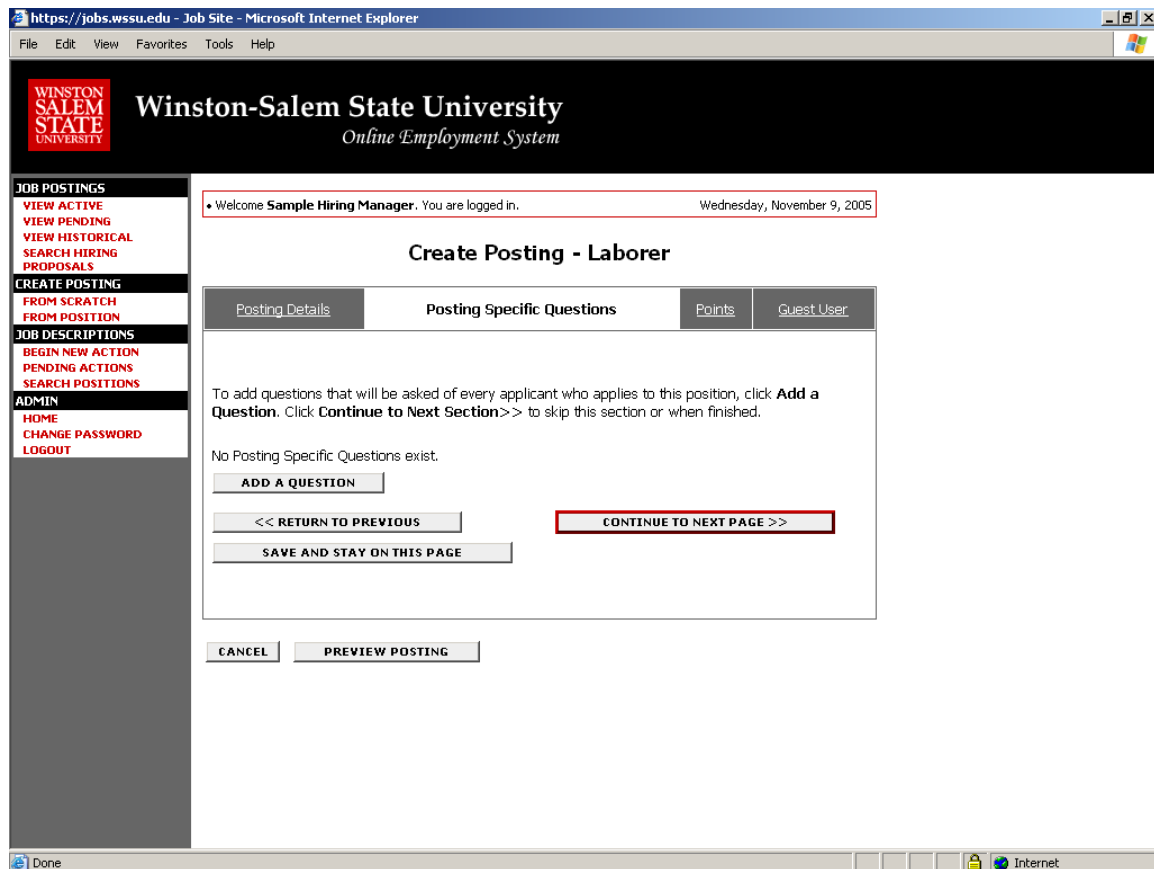 https://jobs.wssu.edu - Job Site - Microsoft Internet Explorer
File Edit View Favorites Tools Help
WINSTON
SALEM
STATE
UNIVERSITY
Winston-Salem State University
Online Employment System
JOB POSTINGS
VIEW ACTIVE
VIEW PENDING
VIEW HISTORICAL
SEARCH HIRING
PROPOSALS
CREATE POSTING
FROM SCRATCH
FROM POSITION
JOB DESCRIPTIONS
BEGIN NEW ACTION
PENDING ACTIONS
SEARCH POSITIONS
ADMIN
HOME
CHANGE PASSWORD
LOGOUT
• Welcome Sample Hiring Manager. You are logged in. Wednesday, November 9, 2005
Create Posting - Laborer
Posting Details Posting Specific Questions Points Guest User
To add questions that will be asked of every applicant who applies to this position, click Add a
Question. Click Continue to Next Section>> to skip this section or when finished.
No Posting Specific Questions exist.
ADD A QUESTION
<< RETURN TO PREVIOUS CONTINUE TO NEXT PAGE >>
SAVE AND STAY ON THIS PAGE
CANCEL PREVIEW POSTING
Done Internet